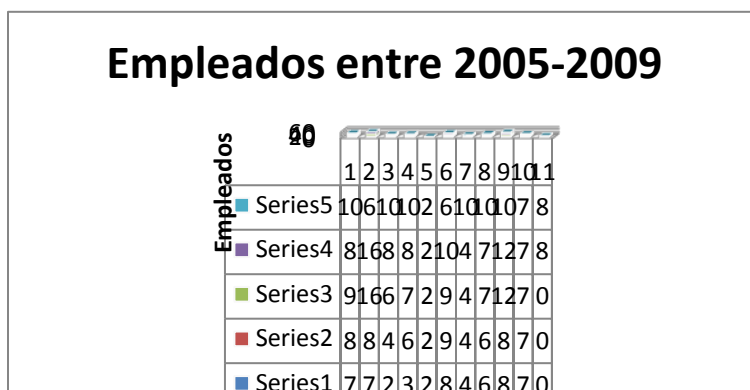 Empleados entre 2005-2009
Empleados
1 2 3 4 5 6 7 8 9 10 11
Series5 10 6 10 10 2 6 10 10 10 7 8
Series4 8 16 8 8 2 10 4 7 12 7 8
Series3 9 16 6 7 2 9 4 7 12 7 0
Series2 8 8 4 6 2 9 4 6 8 7 0
Series1 7 7 2 3 2 8 4 6 8 7 0